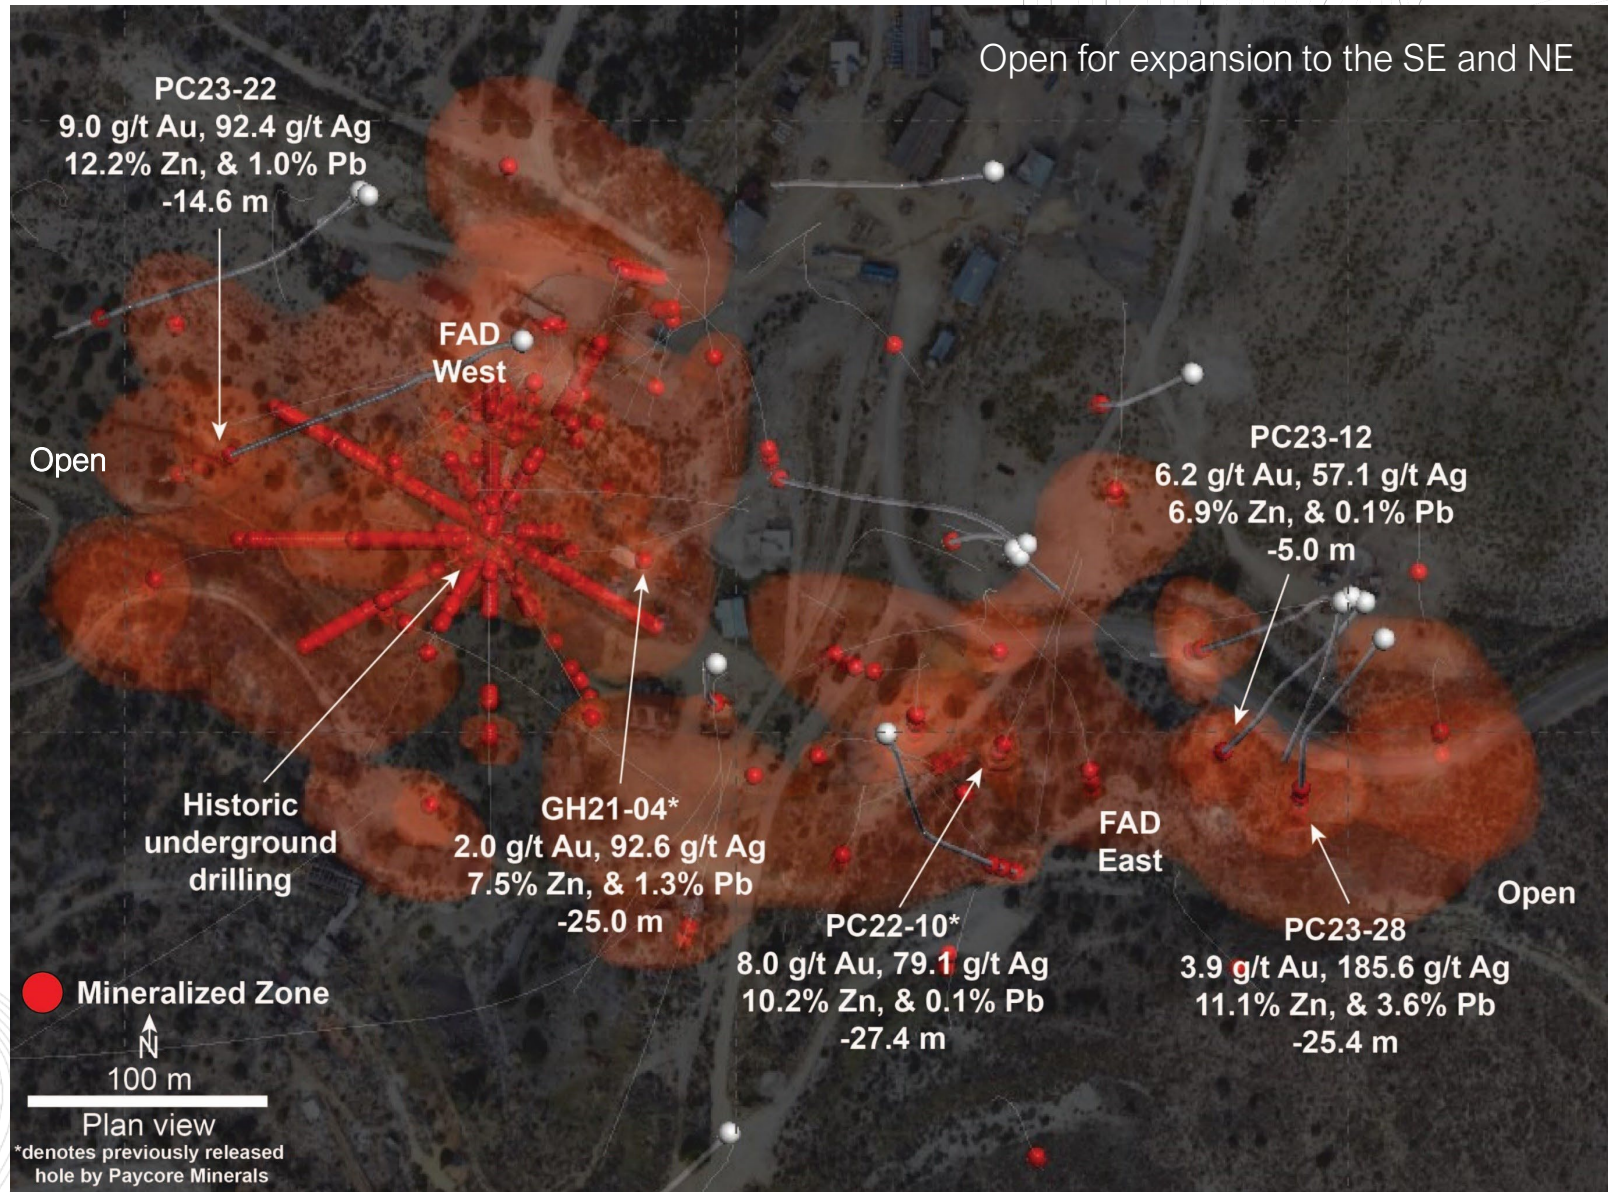 Open for expansion to the SE and NE
PC23-22
9.0 g/t Au, 92.4 g/t Ag
12.2% Zn, & 1.0% Pb
-14.6 m
FAD
West
Open
PC23-12
6.2 g/t Au, 57.1 g/t Ag
6.9% Zn, & 0.1% Pb
-5.0 m
Historic
underground
drilling
GH21-04*
2.0 g/t Au, 92.6 g/t Ag
7.5% Zn, & 1.3% Pb
-25.0 m
FAD
East
Open
PC22-10*
8.0 g/t Au, 79.1 g/t Ag
10.2% Zn, & 0.1% Pb
-27.4 m
PC23-28
3.9 g/t Au, 185.6 g/t Ag
11.1% Zn, & 3.6% Pb
-25.4 m
Mineralized Zone
N
100 m
Plan view
*denotes previously released
hole by Paycore Minerals